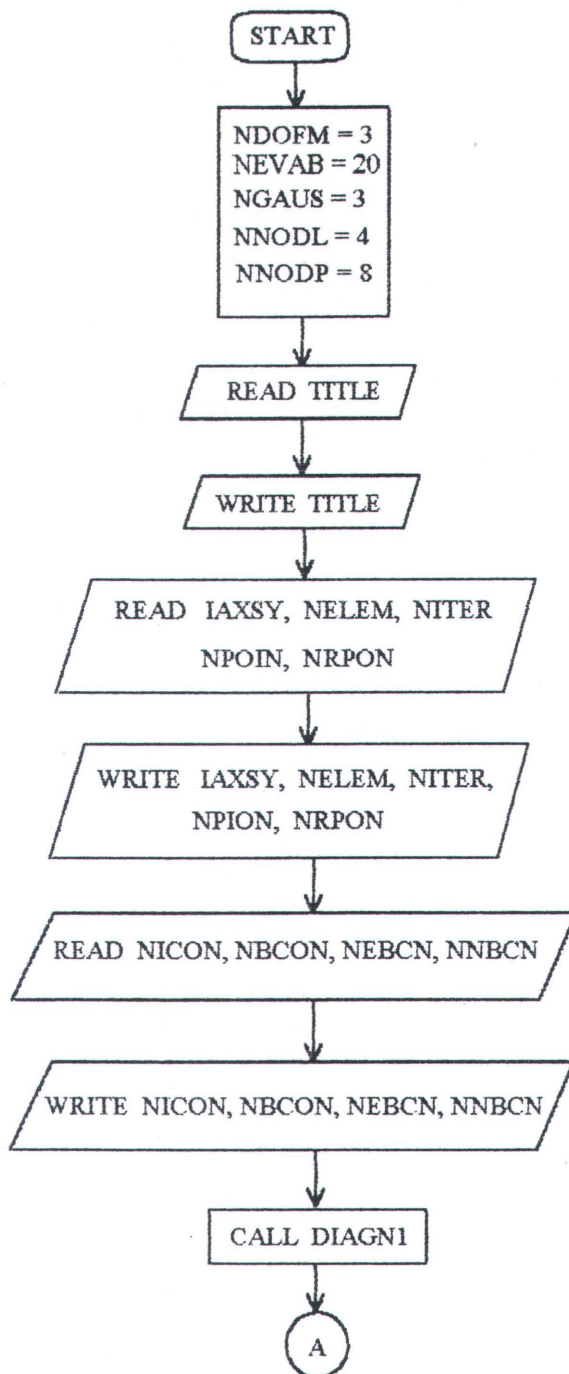 START
NDOFM = 3
NEVAB = 20
NGAUS = 3
NNODL = 4
NNODP = 8
READ TITLE
WRITE TITLE
READ IAXSY, NELEM, NITER
NPOIN, NRPON
WRITE IAXSY, NELEM, NITER,
NPION, NRPON
READ NICON, NBCON, NEBCN, NNBCN
WRITE NICON, NBCON, NEBCN, NNBCN
CALL DIAGN1
A